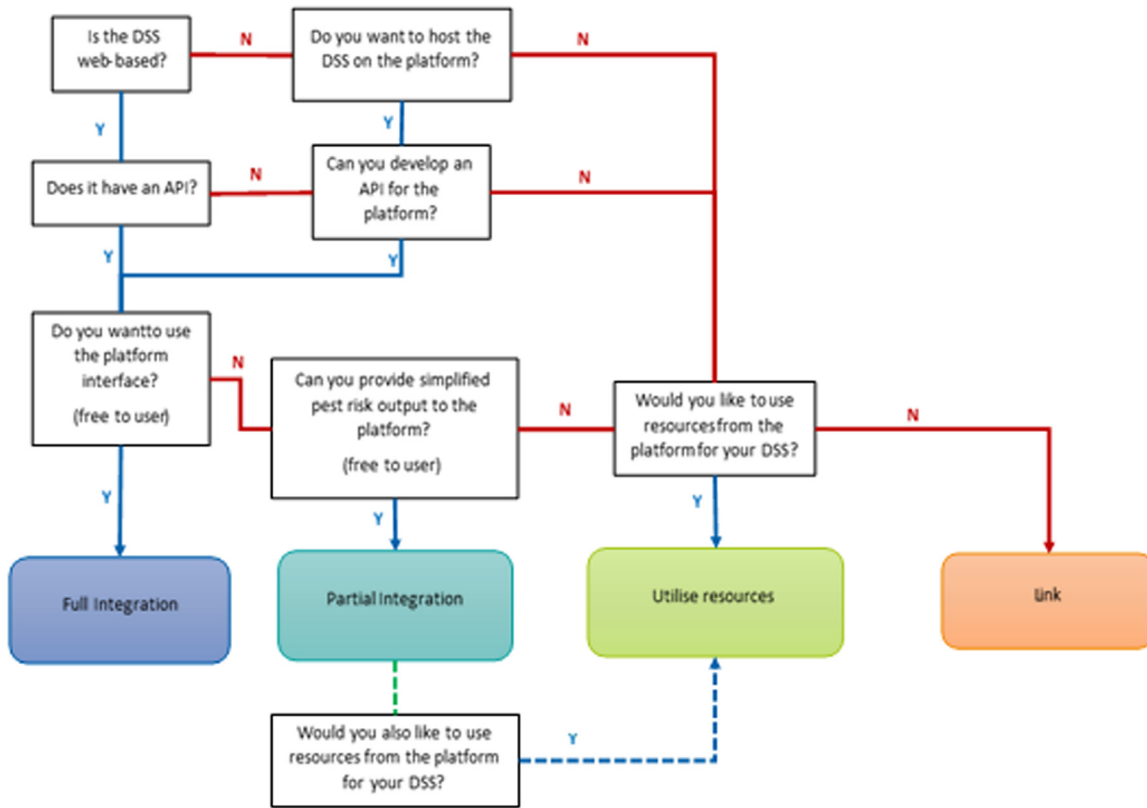 Is the DSS
web-based?
N
Do you want to host the
DSS on the platform?
N
Y
Y
Does it have an API?
N
Can you develop an
API for the
platform?
N
Y
Y
Do you wantto use
the platform
interface?
(free to user)
N
Can you provide simplified
pest risk output to the
platform?
(free to user)
N
Would you like to use
resources from the
platform for your DSS?
N
Y
Y
Y
Full Integration
Partial Integration
Utilise resources
Link
Would you also like to use
resources from the platform
for your DSS?
Y